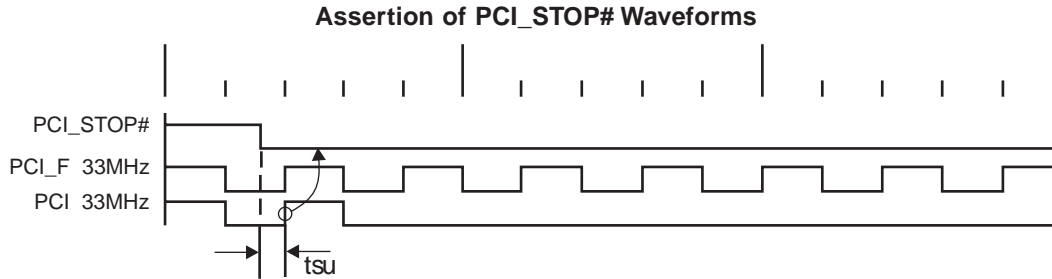 Assertion of PCI_STOP# Waveforms
PCI_STOP#
PCI_F 33MHz
PCI 33MHz
tsu